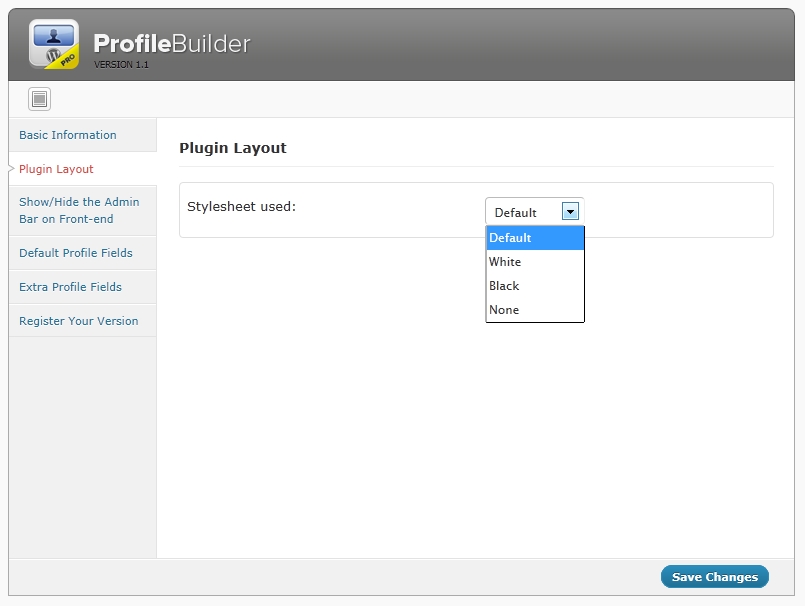 PRO
ProfileBuilder
VERSION 1.1
Basic Information
Plugin Layout
Show/Hide the Admin
Bar on Front-end
Default Profile Fields
Extra Profile Fields
Register Your Version
Plugin Layout
Stylesheet used:
Default
Default
White
Black
None
Save Changes